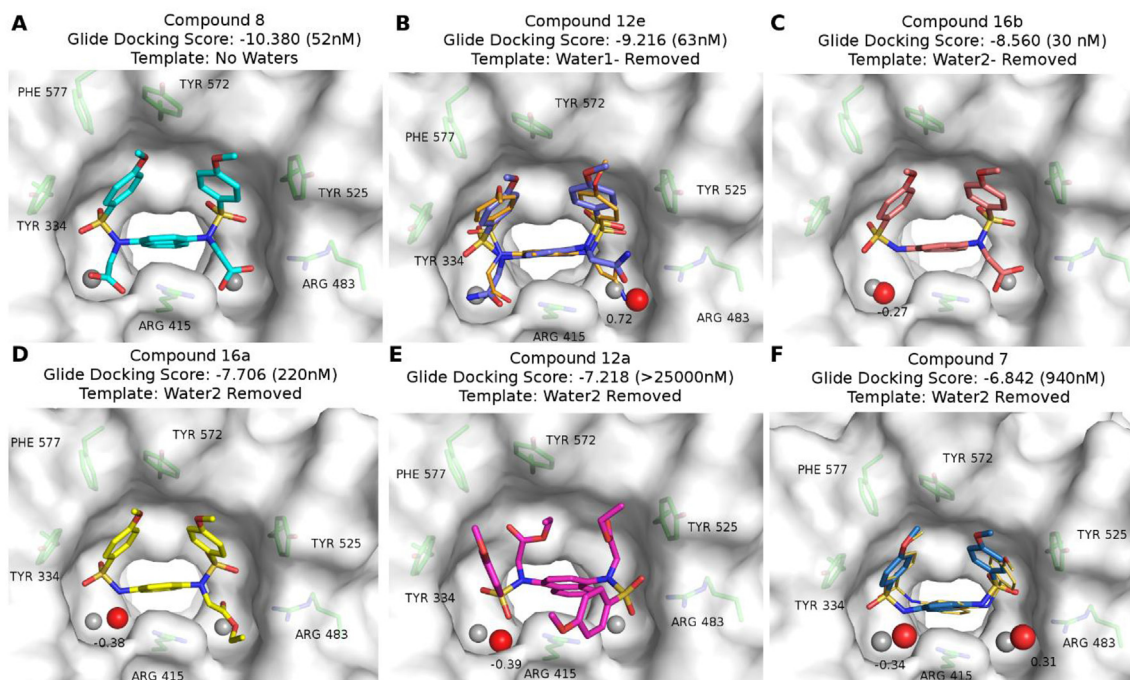 A
Compound 8
Glide Docking Score: -10.380 (52nM)
Template: No Waters
PHE 577
TYR 572
TYR 525
TYR 334
ARG 483
ARG 415
B
Compound 12e
Glide Docking Score: -9.216 (63nM)
Template: Water1- Removed
TYR 572
PHE 577
TYR 525
TYR 334
ARG 483
0.72
ARG 415
C
Compound 16b
Glide Docking Score: -8.560 (30 nM)
Template: Water2- Removed
-0.27
D
Compound 16a
Glide Docking Score: -7.706 (220nM)
Template: Water2 Removed
PHE 577
TYR 572
TYR 525
TYR 334
ARG 483
-0.38
ARG 415
E
Compound 12a
Glide Docking Score: -7.218 (>25000nM)
Template: Water2 Removed
TYR 572
PHE 577
TYR 525
TYR 334
ARG 483
-0.39
ARG 415
F
Compound 7
Glide Docking Score: -6.842 (940nM)
Template: Water2 Removed
TYR 572
PHE 577
TYR 525
TYR 334
ARG 483
-0.34
0.31
ARG 415